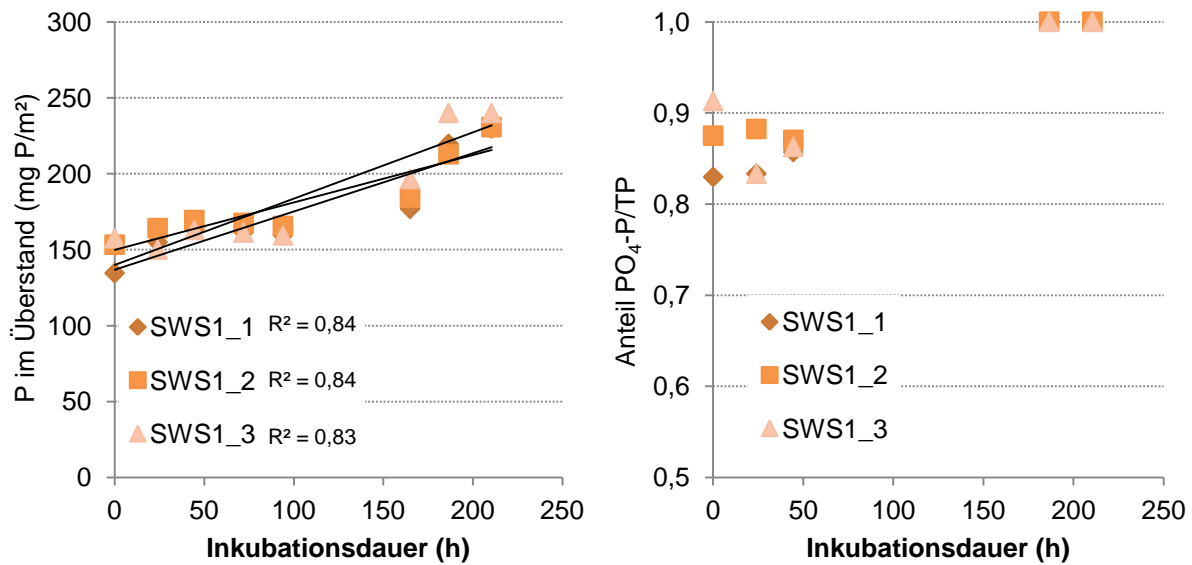 P im Überstand (mg P/m²)
300
250
200
150
100
50
0
SWS1_1 R² = 0,84
SWS1_2 R² = 0,84
SWS1_3 R² = 0,83
0 50 100 150 200 250
Inkubationsdauer (h)
Anteil PO₄-P/TP
1,0
0,9
0,8
0,7
0,6
0,5
SWS1_1
SWS1_2
SWS1_3
0 50 100 150 200 250
Inkubationsdauer (h)